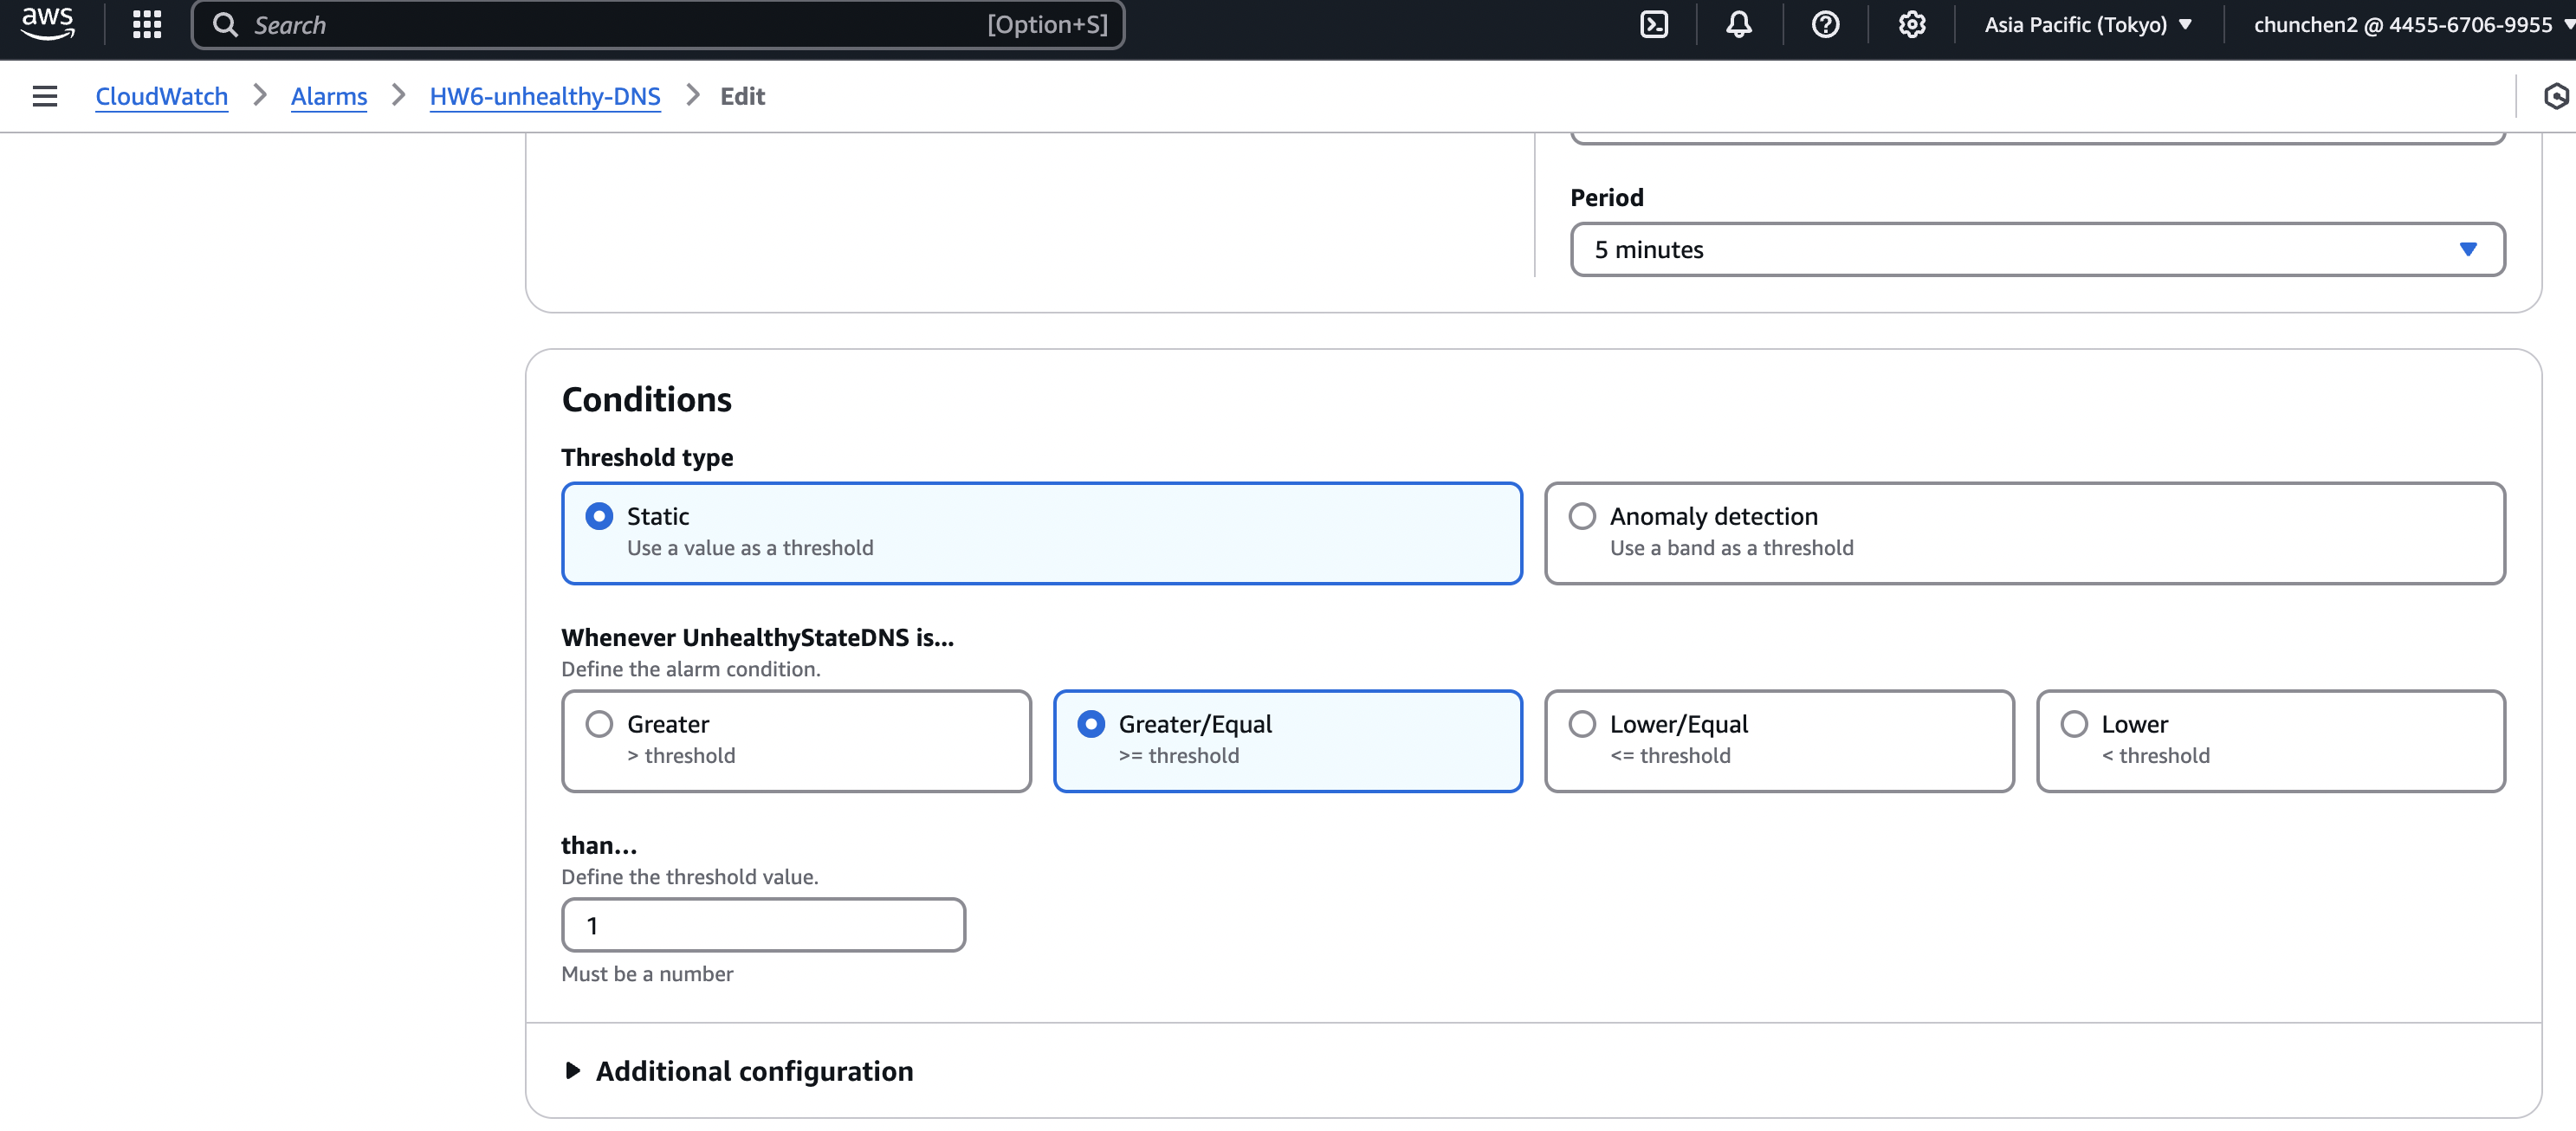 aws
Search [Option+S]
Asia Pacific (Tokyo)
chunchen2 @ 4455-6706-9955
CloudWatch > Alarms > HW6-unhealthy-DNS > Edit
Period
5 minutes
Conditions
Threshold type
Static
Use a value as a threshold
Anomaly detection
Use a band as a threshold
Whenever UnhealthyStateDNS is...
Define the alarm condition.
Greater
> threshold
Greater/Equal
>= threshold
Lower/Equal
<= threshold
Lower
< threshold
than...
Define the threshold value.
1
Must be a number
Additional configuration